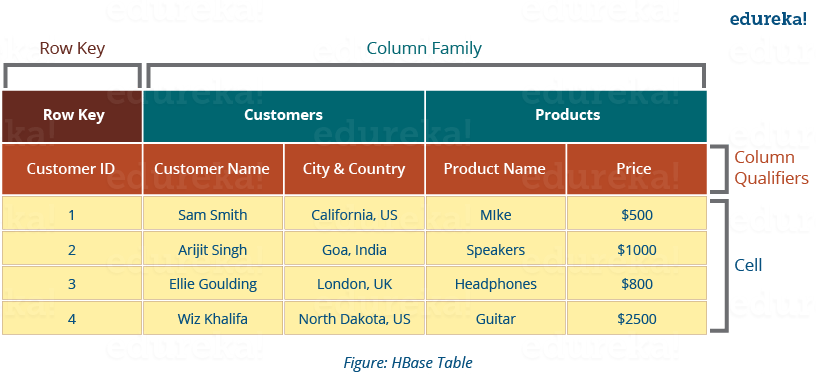 edureka!
Row Key
Column Family
Row Key Customers Products
Customer ID Customer Name City & Country Product Name Price
Column
Qualifiers
1 Sam Smith California, US MIke $500
2 Arijit Singh Goa, India Speakers $1000
3 Ellie Goulding London, UK Headphones $800
4 Wiz Khalifa North Dakota, US Guitar $2500
Cell
Figure: HBase Table